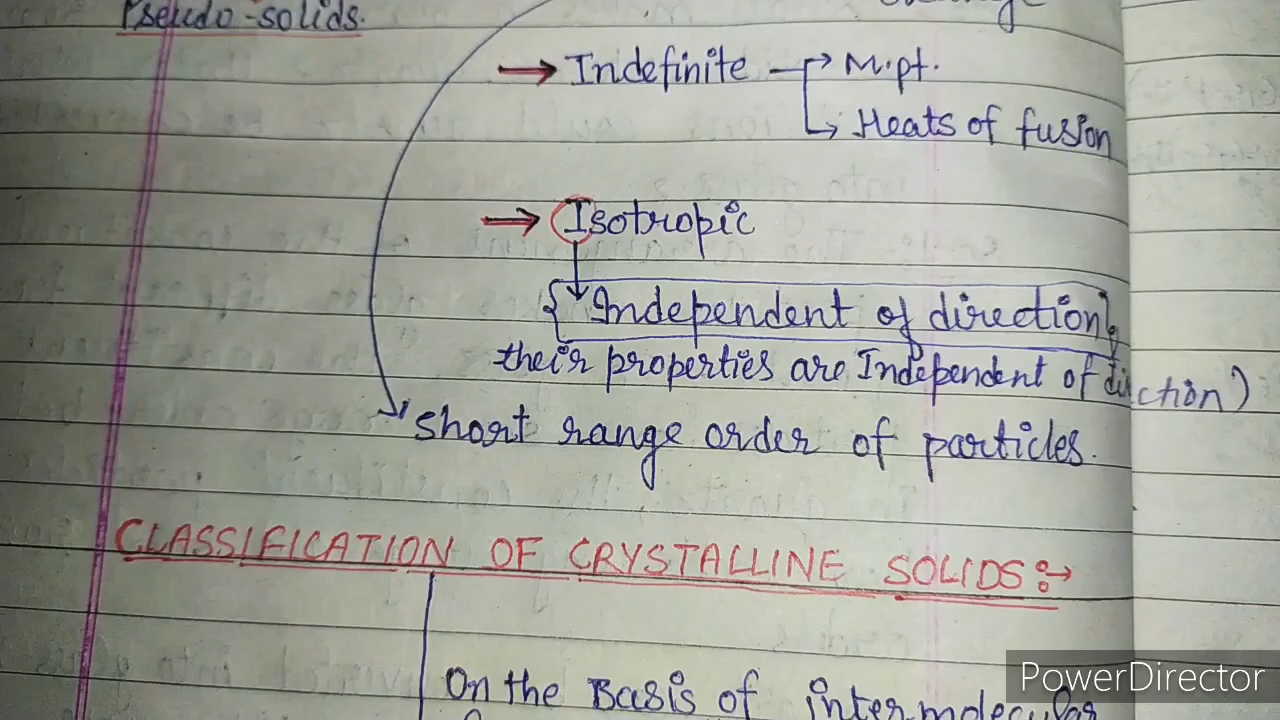 Pseudo-solids.
→ Indefinite → M.pt.
↳ Heats of fusion
→ Isotropic
{Independent of direction}
their properties are Independent of direction)
short range order of particles.
CLASSIFICATION OF CRYSTALLINE SOLIDS:→
On the Basis of intermolecular
PowerDirector